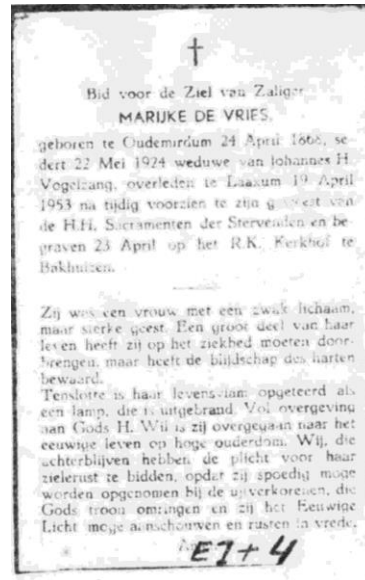 Bid voor de Ziel van Zaliger
MARIJKE DE VRIES,
geboren te Oudemirdum 24 April 1868, se-
dert 22 Mei 1924 weduwe van Johannes H.
Vogelzang, overleden te Laaxum 19 April
1953 na tijdig voorzien te zijn geweest van
de H.H. Sacramenten der Stervenden en be-
graven 23 April op het R.K. Kerkhof te
Bakhuizen.
Zij was een vrouw met een zwak lichaam,
maar sterke geest. Een groot deel van haar
leven heeft zij op het ziekbed moeten door-
brengen, maar heeft de blijdschap des harten
bewaard.
Tenslotte is haar levensvlam opgeteerd als
een lamp, die is uitgebrand. Vol overgeving
aan Gods H. Wil is zij overgegaan naar het
eeuwige leven op hoge ouderdom. Wij, die
achterblijven hebben de plicht voor haar
zielerust te bidden, opdat zij spoedig moge
worden opgenomen bij de uitverkorenen, die
Gods troon omringen en zij het Eeuwige
Licht moge aanschouwen en rusten in vrede.
E7+4